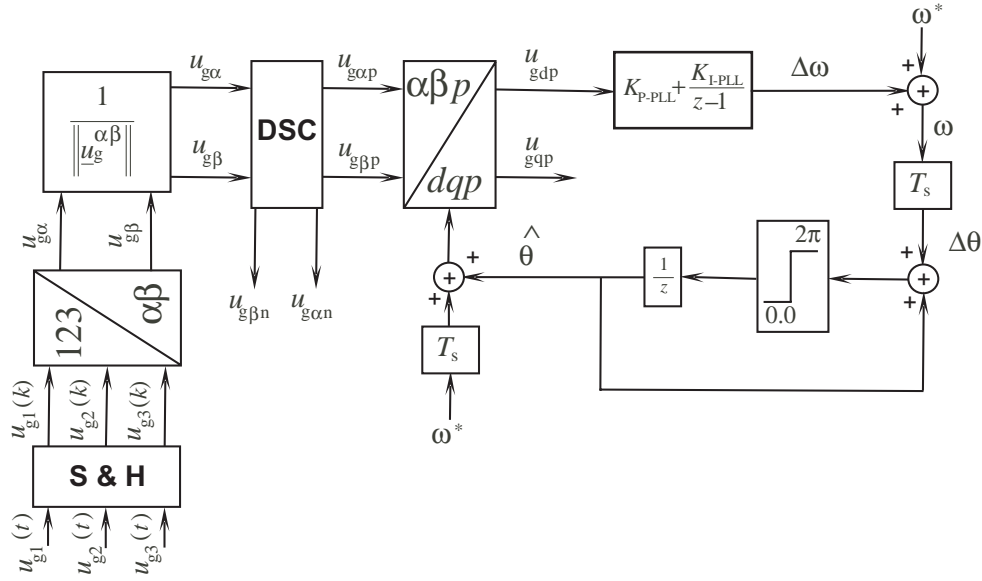 ω*
u_gα
u_gαp
u_gdp
K_P-PLL + K_I-PLL / z−1
Δω
+
+
1 / ‖u_g^αβ‖
DSC
αβp
dqp
ω
u_gβ
u_gβp
u_gqp
T_s
u_gα
u_gβ
Δθ
2π
0.0
θ^
1/z
+
+
+
+
u_gβn
u_gαn
123
αβ
T_s
u_g1(k)
u_g2(k)
u_g3(k)
ω*
S & H
u_g1(t)
u_g2(t)
u_g3(t)